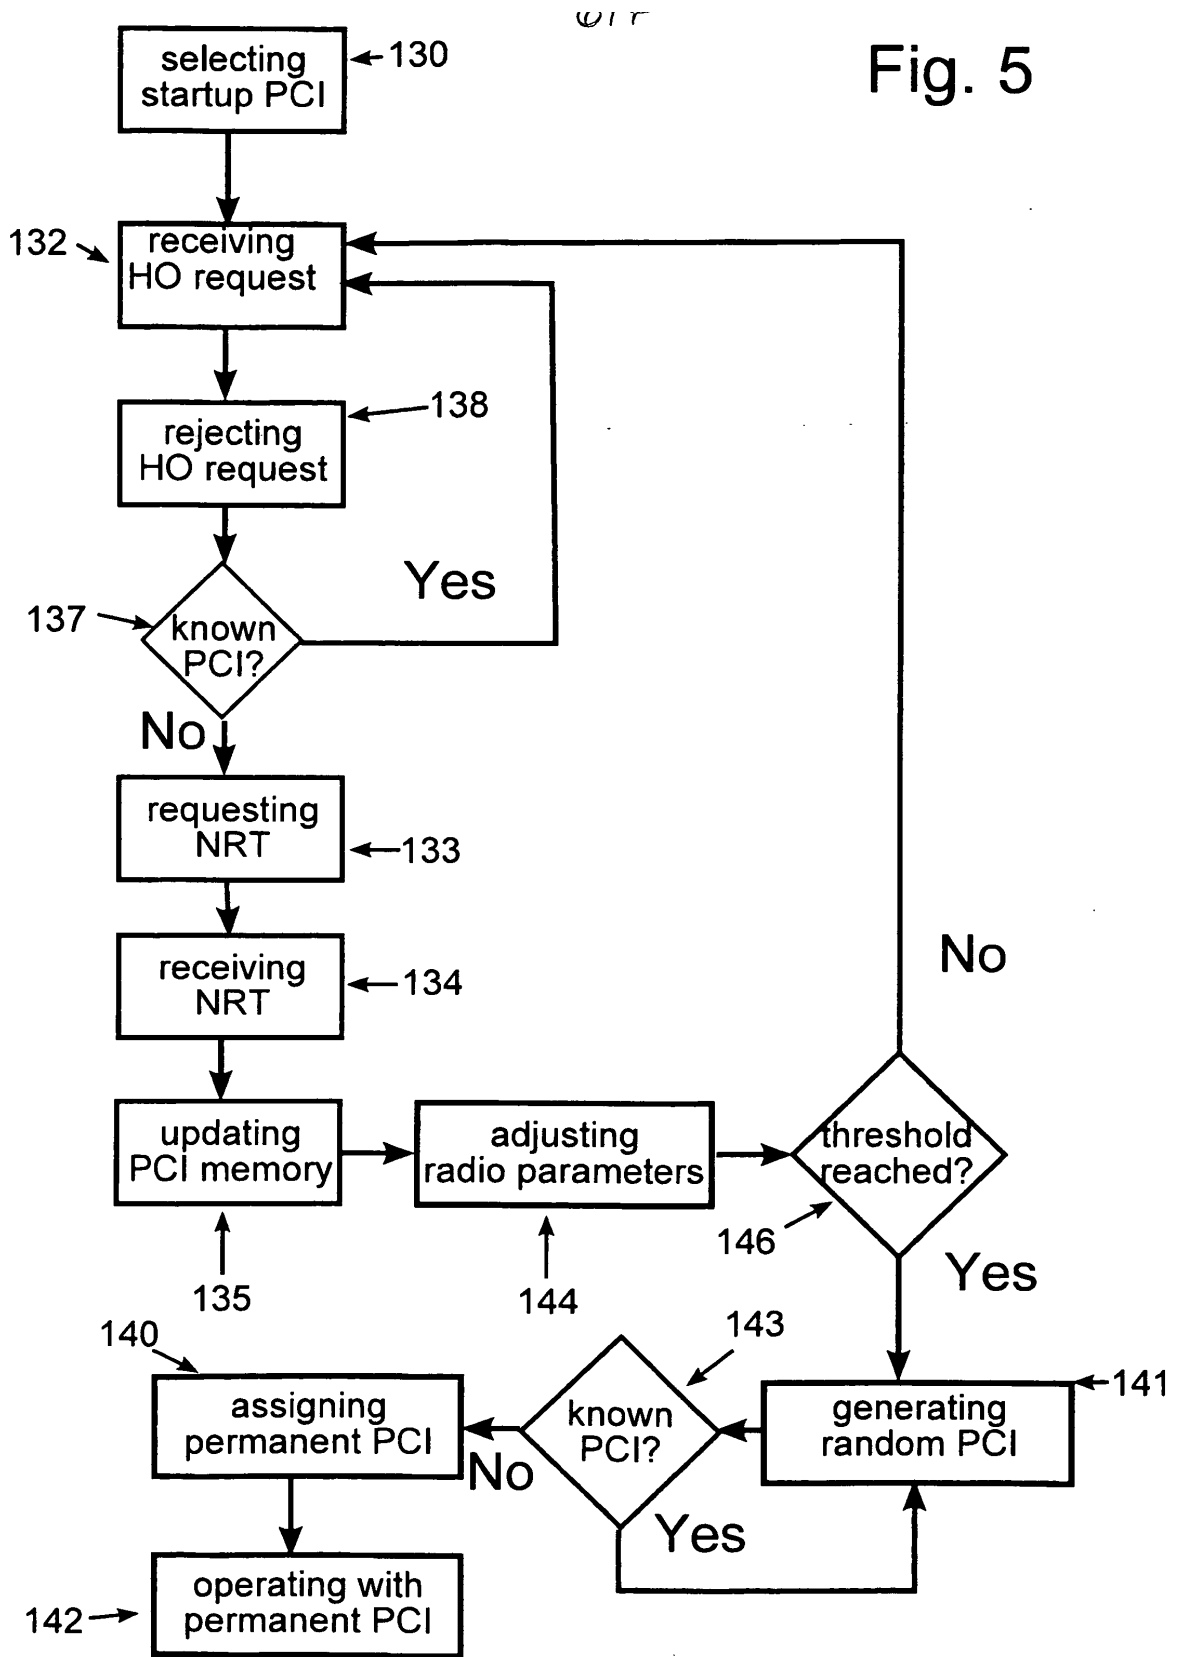 Fig. 5
selecting
startup PCI
130
receiving
HO request
132
rejecting
HO request
138
Yes
known
PCI?
137
No
requesting
NRT
133
receiving
NRT
134
No
updating
PCI memory
135
adjusting
radio parameters
144
threshold
reached?
146
Yes
140
143
141
assigning
permanent PCI
No
known
PCI?
Yes
generating
random PCI
operating with
permanent PCI
142